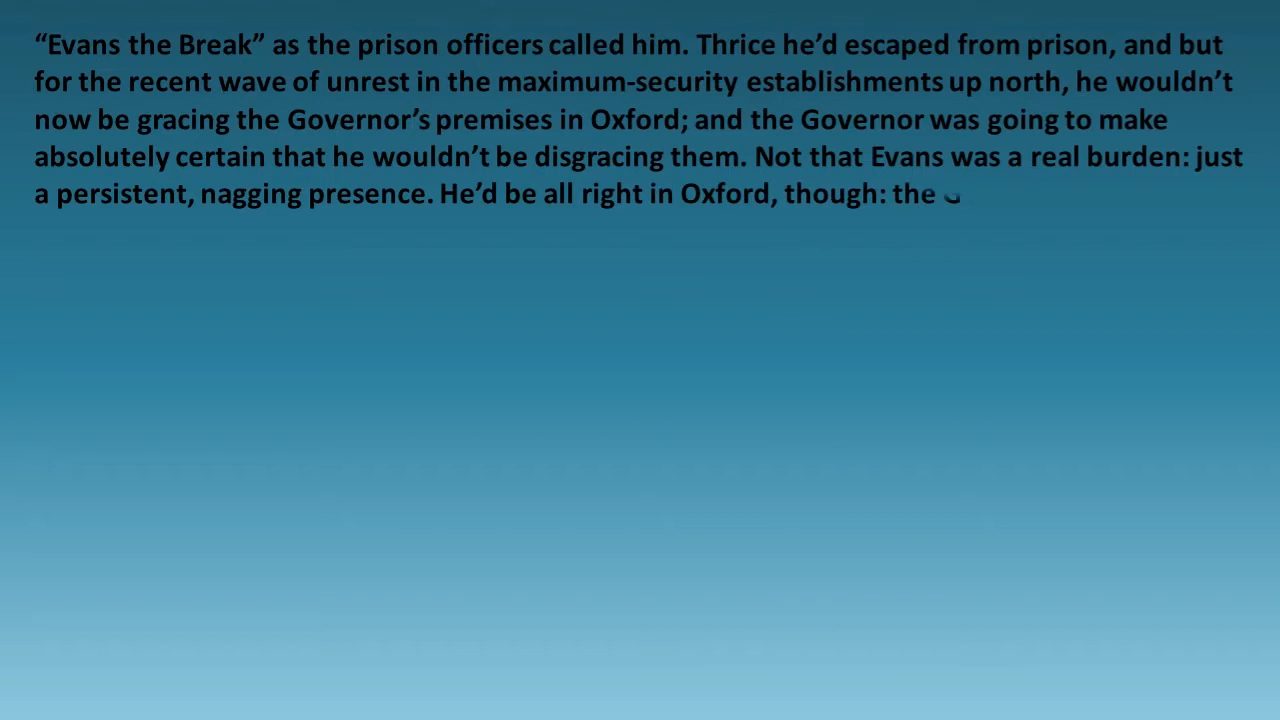 “Evans the Break” as the prison officers called him. Thrice he’d escaped from prison, and but
for the recent wave of unrest in the maximum-security establishments up north, he wouldn’t
now be gracing the Governor’s premises in Oxford; and the Governor was going to make
absolutely certain that he wouldn’t be disgracing them. Not that Evans was a real burden: just
a persistent, nagging presence. He’d be all right in Oxford, though: the